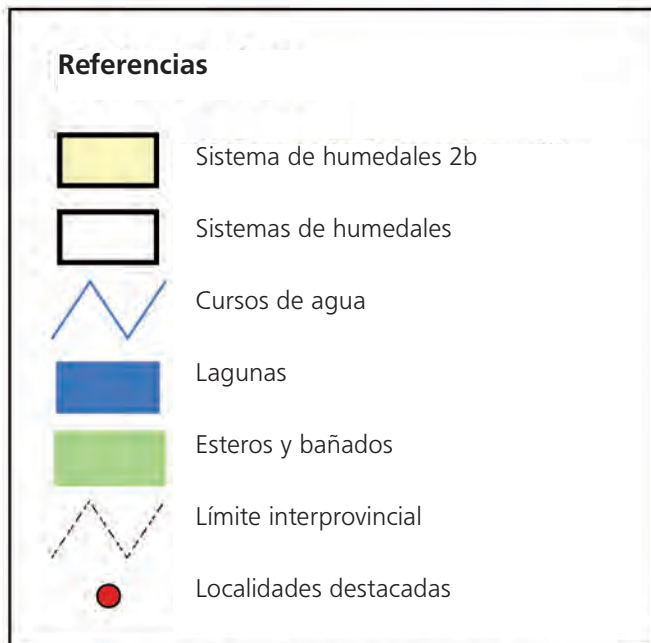 Referencias
Sistema de humedales 2b
Sistemas de humedales
Cursos de agua
Lagunas
Esteros y bañados
Límite interprovincial
Localidades destacadas